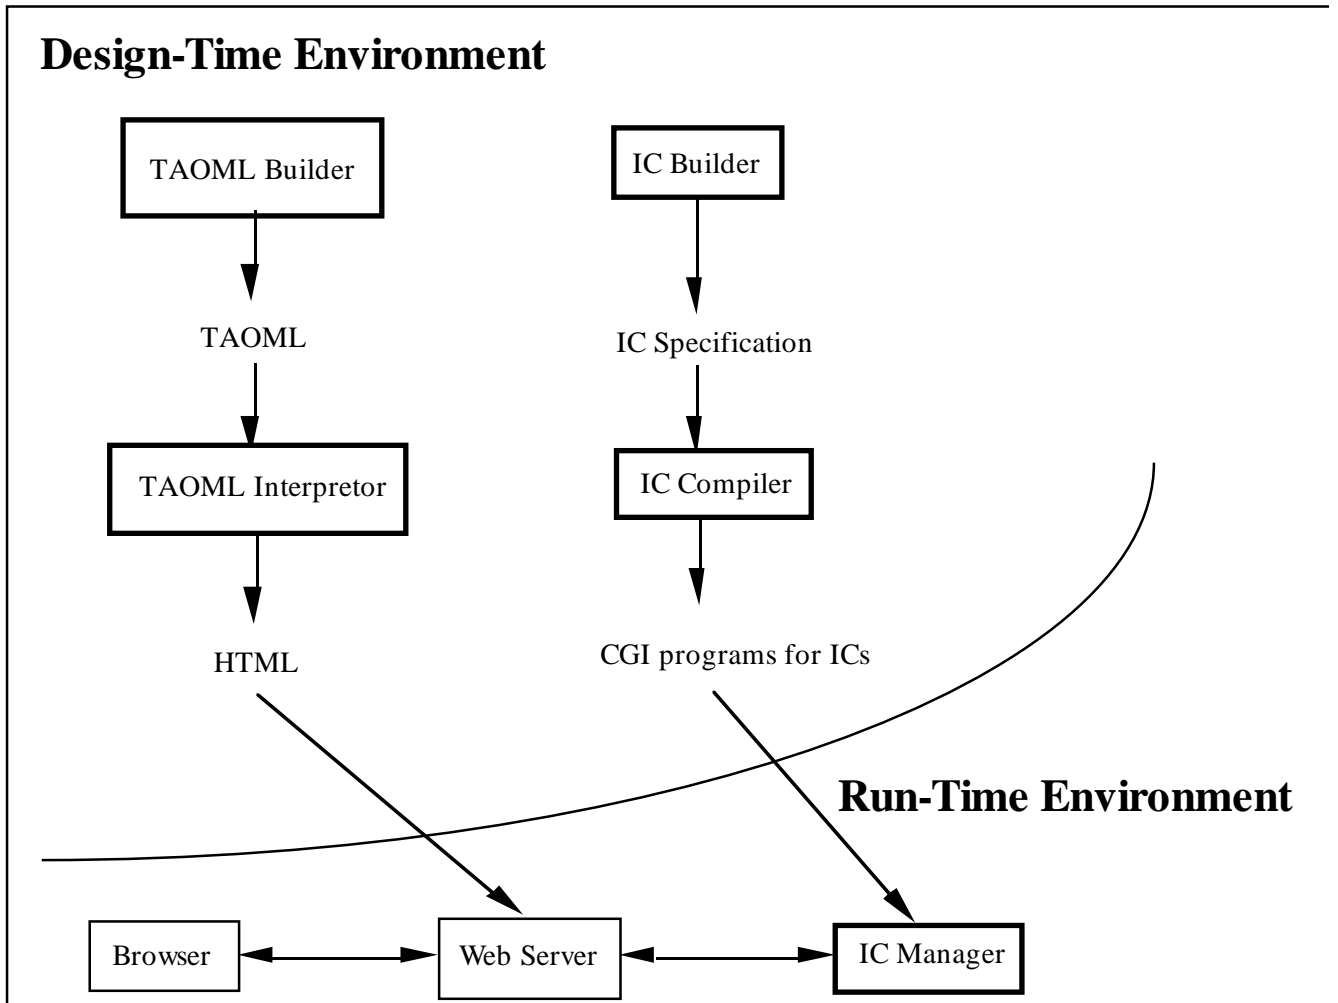 Design-Time Environment
TAOML Builder
IC Builder
TAOML
IC Specification
TAOML Interpretor
IC Compiler
HTML
CGI programs for ICs
Run-Time Environment
Browser
Web Server
IC Manager